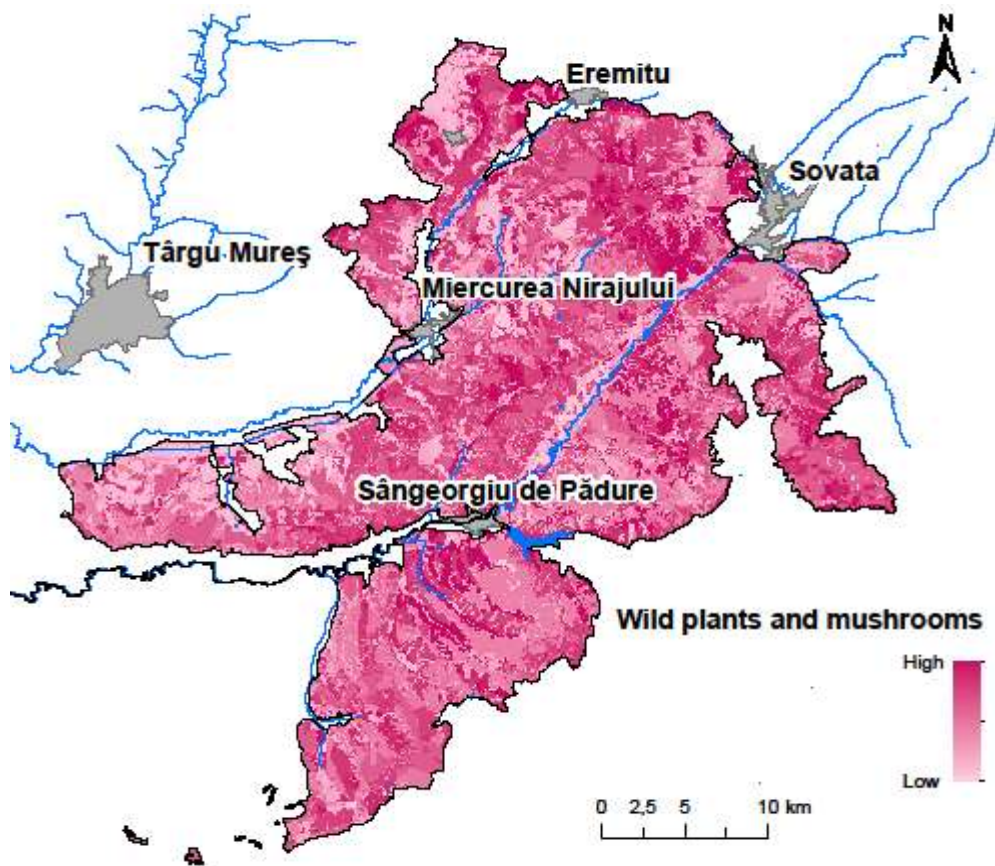 N
Eremitu
Sovata
Târgu Mureş
Miercurea Nirajului
Sângeorgiu de Pădure
Wild plants and mushrooms
High
Low
0 2,5 5 10 km